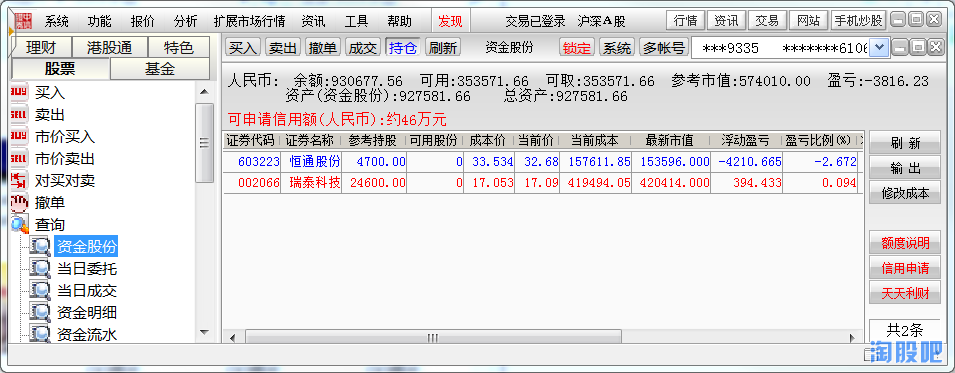 系统 功能 报价 分析 扩展市场行情 资讯 工具 帮助 发现 交易已登录 沪深A股 行情 资讯 交易 网站 手机炒股
理财 港股通 特色
股票 基金
买入 卖出 撤单 成交 持仓 刷新 资金股份 锁定 系统 多帐号 ***9335 *******6106
人民币: 余额:930677.56 可用:353571.66 可取:353571.66 参考市值:574010.00 盈亏:-3816.23
资产(资金股份):927581.66 总资产:927581.66
可申请信用额(人民币):约46万元
证券代码 证券名称 参考持股 可用股份 成本价 当前价 当前成本 最新市值 浮动盈亏 盈亏比例(%)
603223 恒通股份 4700.00 0 33.534 32.68 157611.85 153596.000 -4210.665 -2.672
002066 瑞泰科技 24600.00 0 17.053 17.09 419494.05 420414.000 394.433 0.094
BUY 买入
SELL 卖出
BUY 市价买入
SELL 市价卖出
对买对卖
撤单
查询
资金股份
当日委托
当日成交
资金明细
资金流水
刷 新
输 出
修改成本
额度说明
信用申请
天天利财
共2条
淘股吧